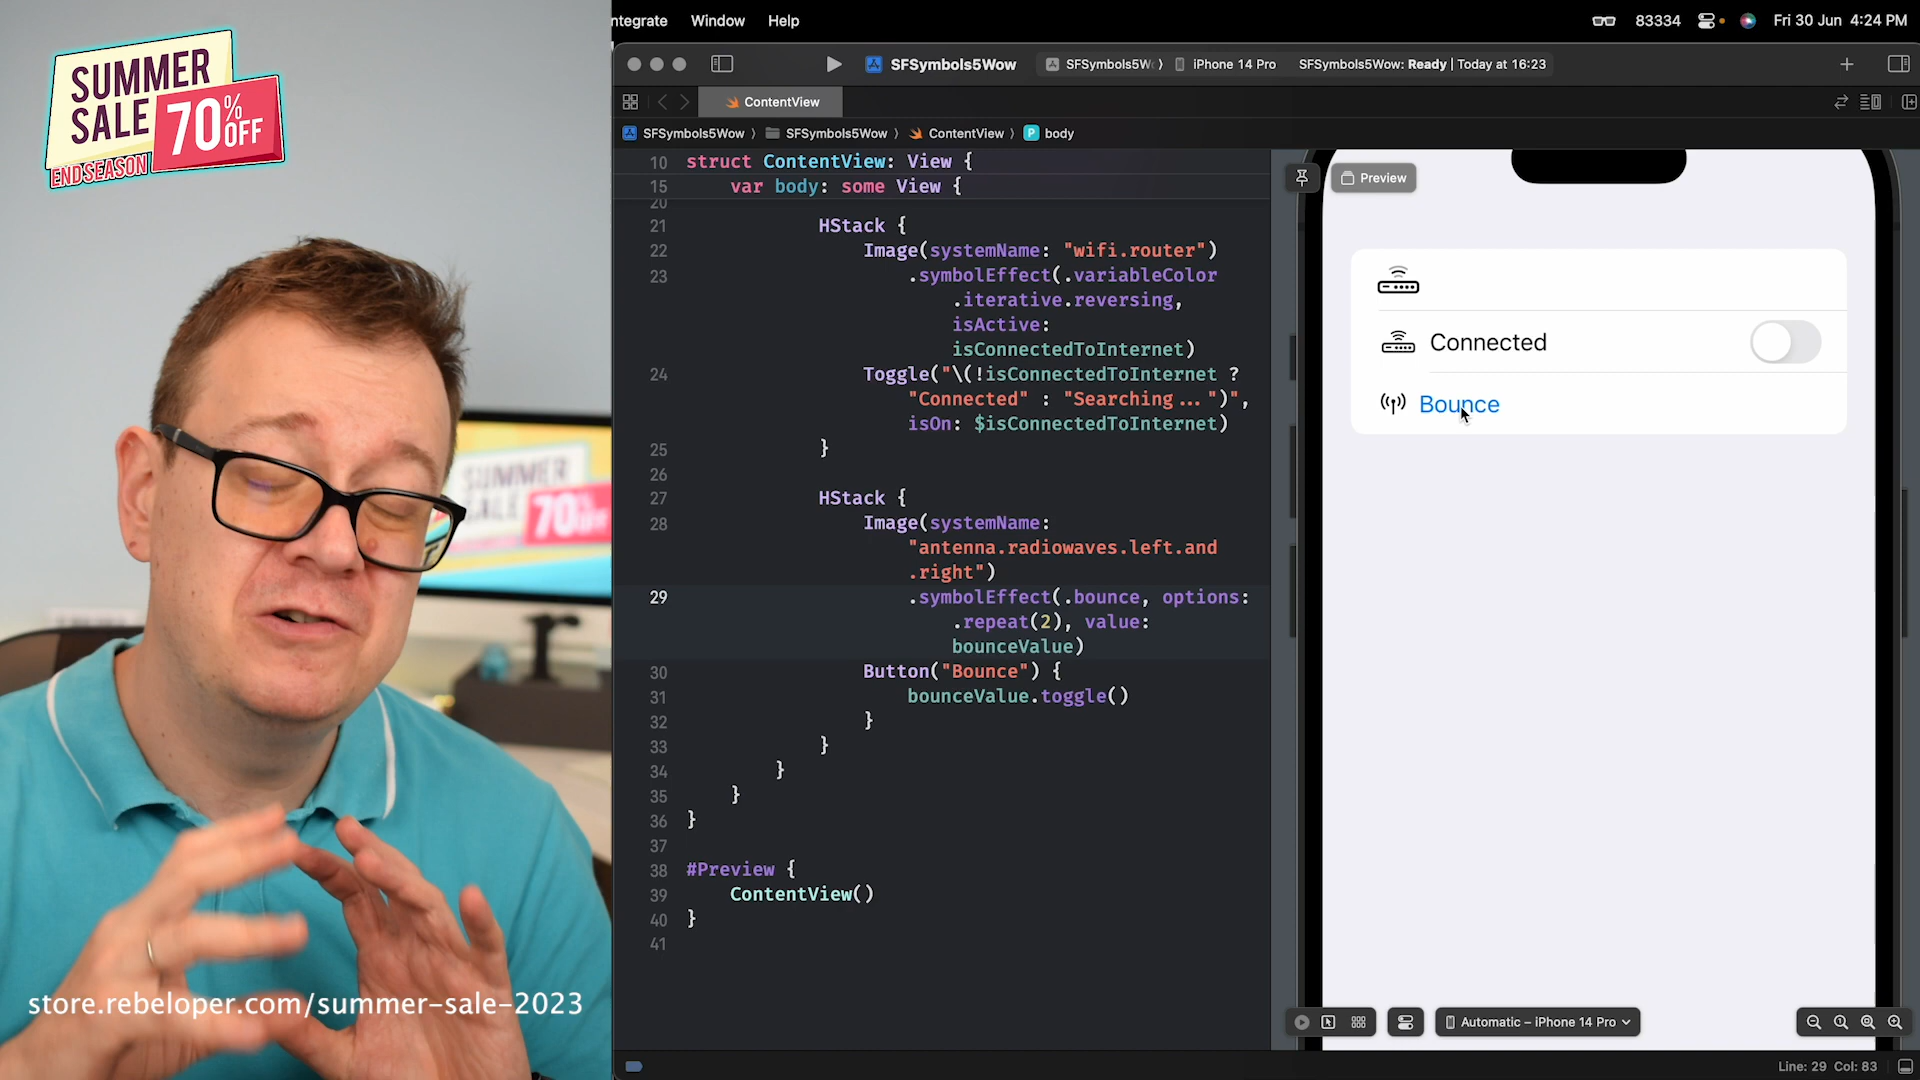 SUMMER
SALE 70% OFF
END SEASON
SUMMER
SALE
70%
store.rebeloper.com/summer-sale-2023
ntegrate Window Help
83334 Fri 30 Jun 4:24 PM
SFSymbols5Wow SFSymbols5W iPhone 14 Pro SFSymbols5Wow: Ready | Today at 16:23
ContentView
SFSymbols5Wow SFSymbols5Wow ContentView P body
10 struct ContentView: View {
15 var body: some View {
20
21 HStack {
22 Image(systemName: "wifi.router")
23 .symbolEffect(.variableColor
.iterative.reversing,
isActive:
isConnectedToInternet)
24 Toggle("\(!isConnectedToInternet ?
"Connected" : "Searching...")",
isOn: $isConnectedToInternet)
25 }
26
27 HStack {
28 Image(systemName:
"antenna.radiowaves.left.and
.right")
29 .symbolEffect(.bounce, options:
.repeat(2), value:
bounceValue)
30 Button("Bounce") {
31 bounceValue.toggle()
32 }
33 }
34 }
35 }
36 }
37
38 #Preview {
39 ContentView()
40 }
41
Preview
Connected
Bounce
Automatic – iPhone 14 Pro
Line: 29 Col: 83